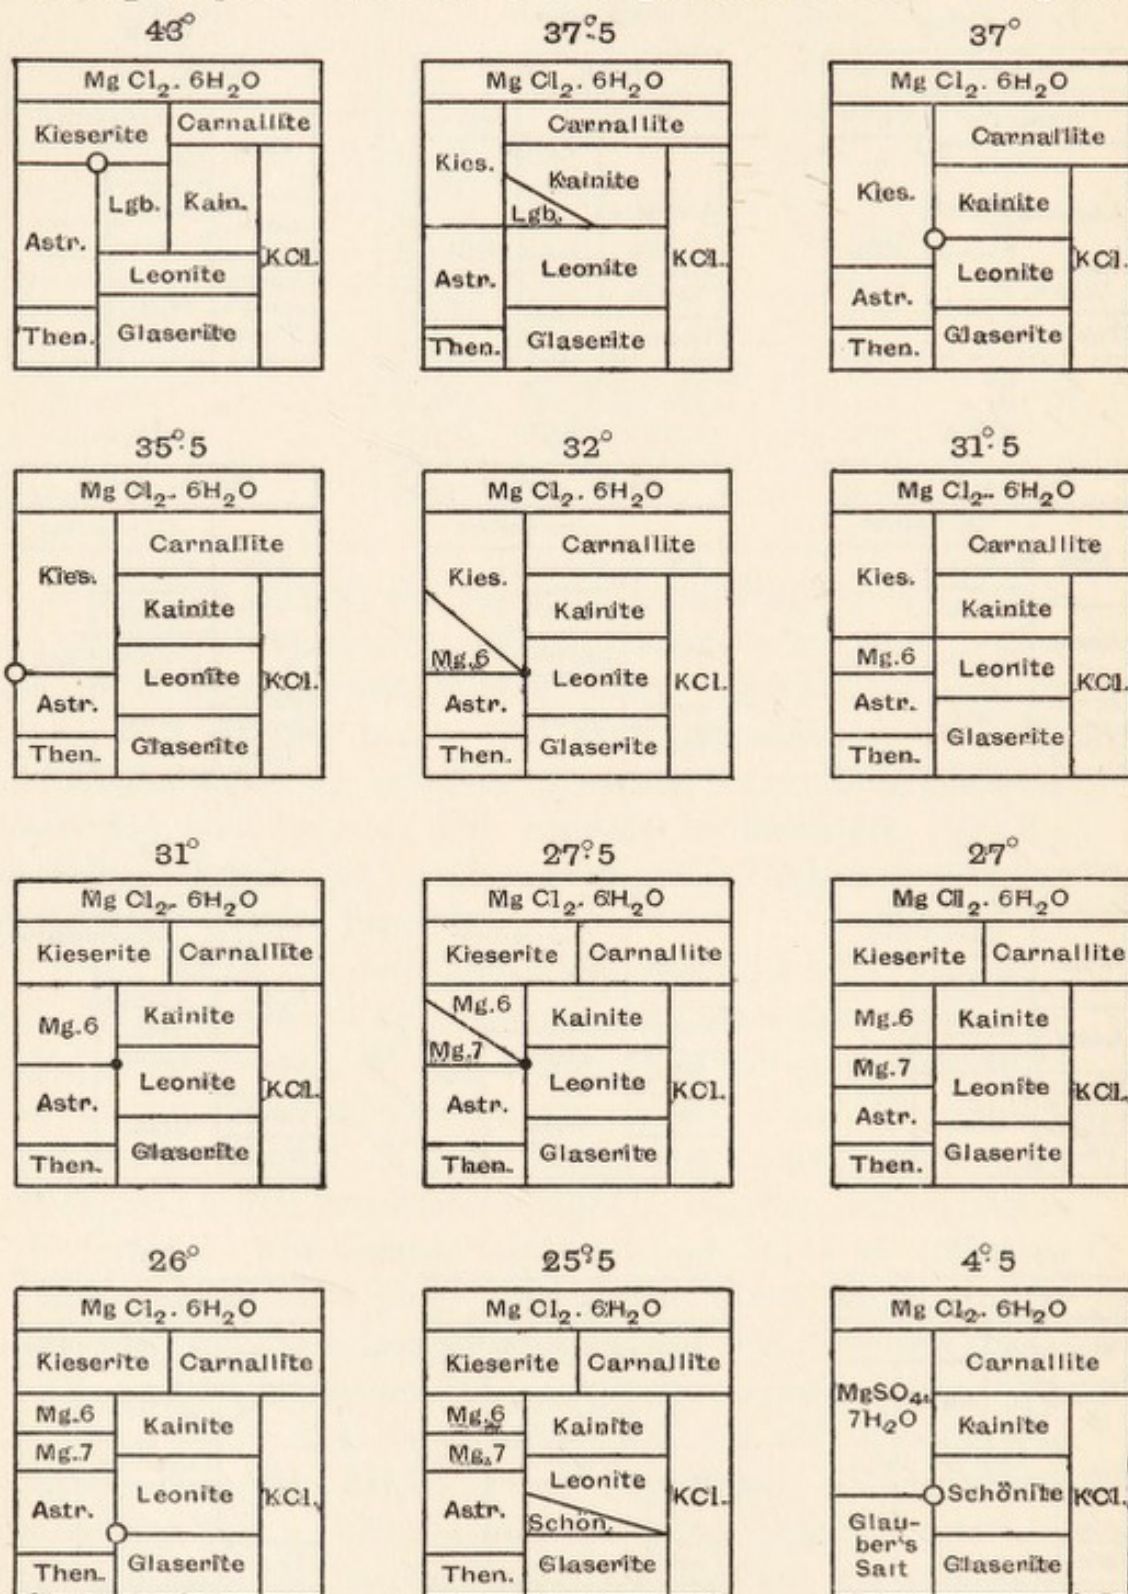 43°
Mg Cl₂. 6H₂O
Kieserite
Carnallite
Lgb.
Kain.
Astr.
KCl.
Leonite
Then.
Glaserite
37°.5
Mg Cl₂. 6H₂O
Carnallite
Kies.
Kainite
Lgb.
Astr.
Leonite
KCl.
Then.
Glaserite
37°
Mg Cl₂. 6H₂O
Carnallite
Kies.
Kainite
KCl.
Leonite
Astr.
Then.
Glaserite
35°.5
Mg Cl₂. 6H₂O
Carnallite
Kies.
Kainite
Leonite
KCl.
Astr.
Then.
Glaserite
32°
Mg Cl₂. 6H₂O
Carnallite
Kies.
Kainite
Mg.6
Leonite
KCl.
Astr.
Then.
Glaserite
31°.5
Mg Cl₂. 6H₂O
Carnallite
Kies.
Kainite
Mg.6
Leonite
KCl.
Astr.
Then.
Glaserite
31°
Mg Cl₂. 6H₂O
Kieserite
Carnallite
Mg.6
Kainite
Leonite
KCl.
Astr.
Then.
Glaserite
27°.5
Mg Cl₂. 6H₂O
Kieserite
Carnallite
Mg.6
Kainite
Mg.7
Leonite
KCl.
Astr.
Then.
Glaserite
27°
Mg Cl₂. 6H₂O
Kieserite
Carnallite
Mg.6
Kainite
Mg.7
Leonite
KCl.
Astr.
Then.
Glaserite
26°
Mg Cl₂. 6H₂O
Kieserite
Carnallite
Mg.6
Kainite
Mg.7
Leonite
KCl.
Astr.
Then.
Glaserite
25°.5
Mg Cl₂. 6H₂O
Kieserite
Carnallite
Mg.6
Kainite
Mg.7
Leonite
KCl.
Astr.
Schön.
Then.
Glaserite
4°.5
Mg Cl₂. 6H₂O
Carnallite
MgSO₄.
7H₂O
Kainite
Schönite
KCl.
Glau-
ber's
Salt
Glaserite